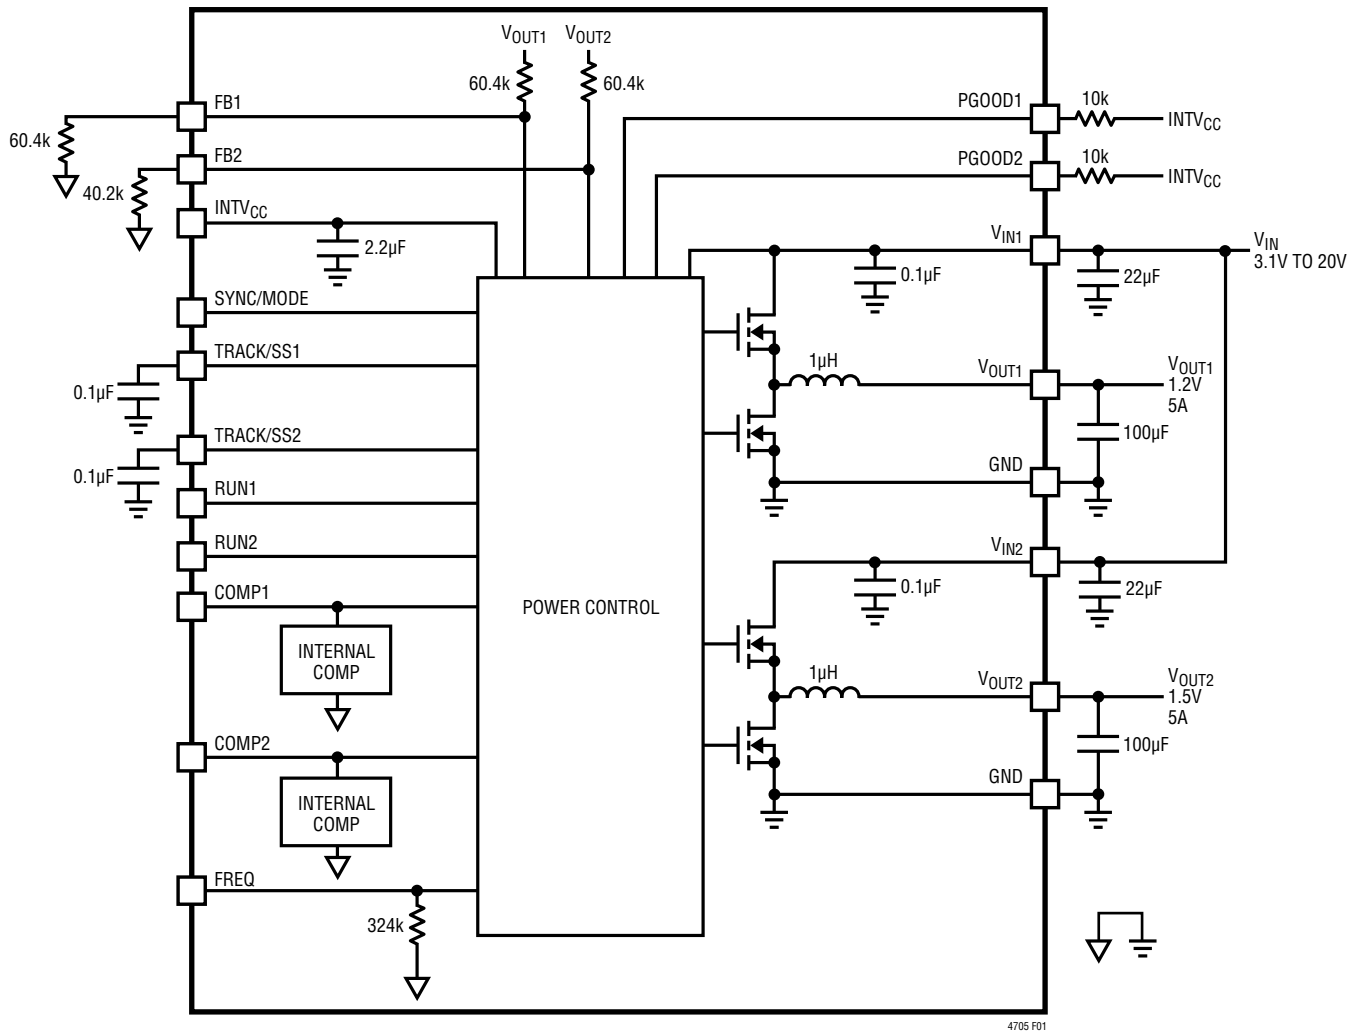 VOUT1 VOUT2
60.4k 60.4k
FB1
60.4k
FB2
40.2k
INTVCC
2.2µF
SYNC/MODE
TRACK/SS1
0.1µF
TRACK/SS2
0.1µF
RUN1
RUN2
COMP1
INTERNAL
COMP
COMP2
INTERNAL
COMP
FREQ
324k
POWER CONTROL
PGOOD1
10k
INTVCC
PGOOD2
10k
INTVCC
VIN1
0.1µF
22µF
VIN
3.1V TO 20V
1µH
VOUT1
VOUT1
1.2V
5A
100µF
GND
VIN2
0.1µF
22µF
1µH
VOUT2
VOUT2
1.5V
5A
100µF
GND
4705 F01